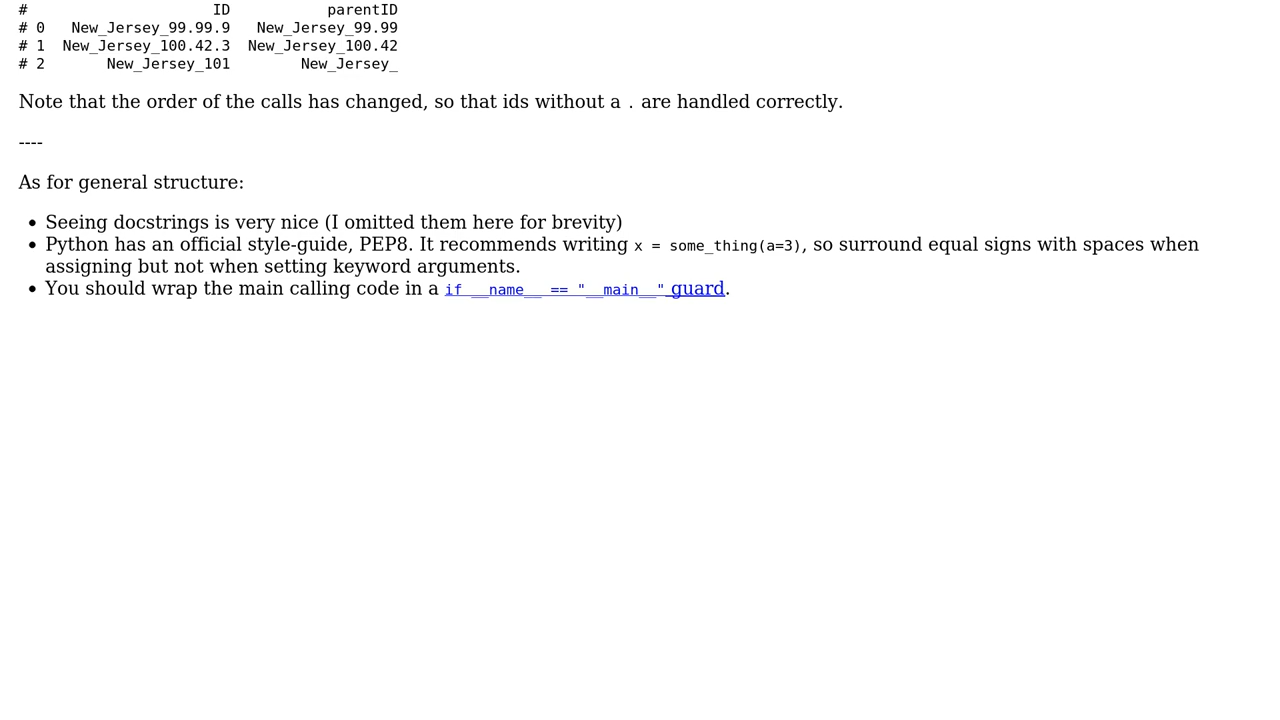 #                     ID           parentID
# 0   New_Jersey_99.99.9   New_Jersey_99.99
# 1  New_Jersey_100.42.3  New_Jersey_100.42
# 2       New_Jersey_101        New_Jersey_
Note that the order of the calls has changed, so that ids without a . are handled correctly.
----
As for general structure:
• Seeing docstrings is very nice (I omitted them here for brevity)
• Python has an official style-guide, PEP8. It recommends writing x = some_thing(a=3), so surround equal signs with spaces when
assigning but not when setting keyword arguments.
• You should wrap the main calling code in a if __name__ == "__main__" guard.